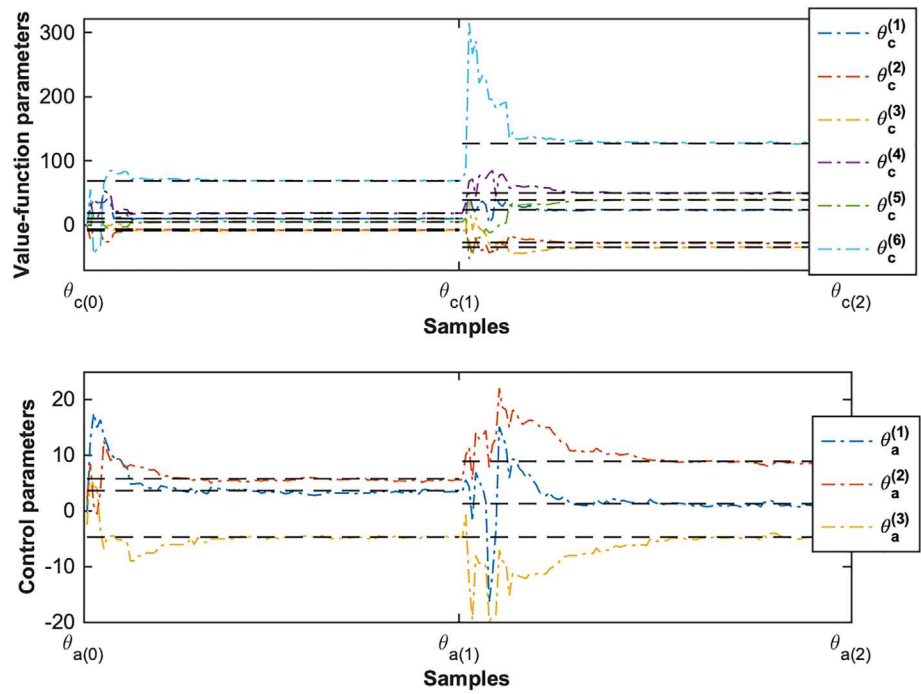 Value-function parameters
300
200
100
0
θc(0)
θc(1)
θc(2)
Samples
θc(1)
θc(2)
θc(3)
θc(4)
θc(5)
θc(6)
Control parameters
20
10
0
-10
-20
θa(0)
θa(1)
θa(2)
Samples
θa(1)
θa(2)
θa(3)